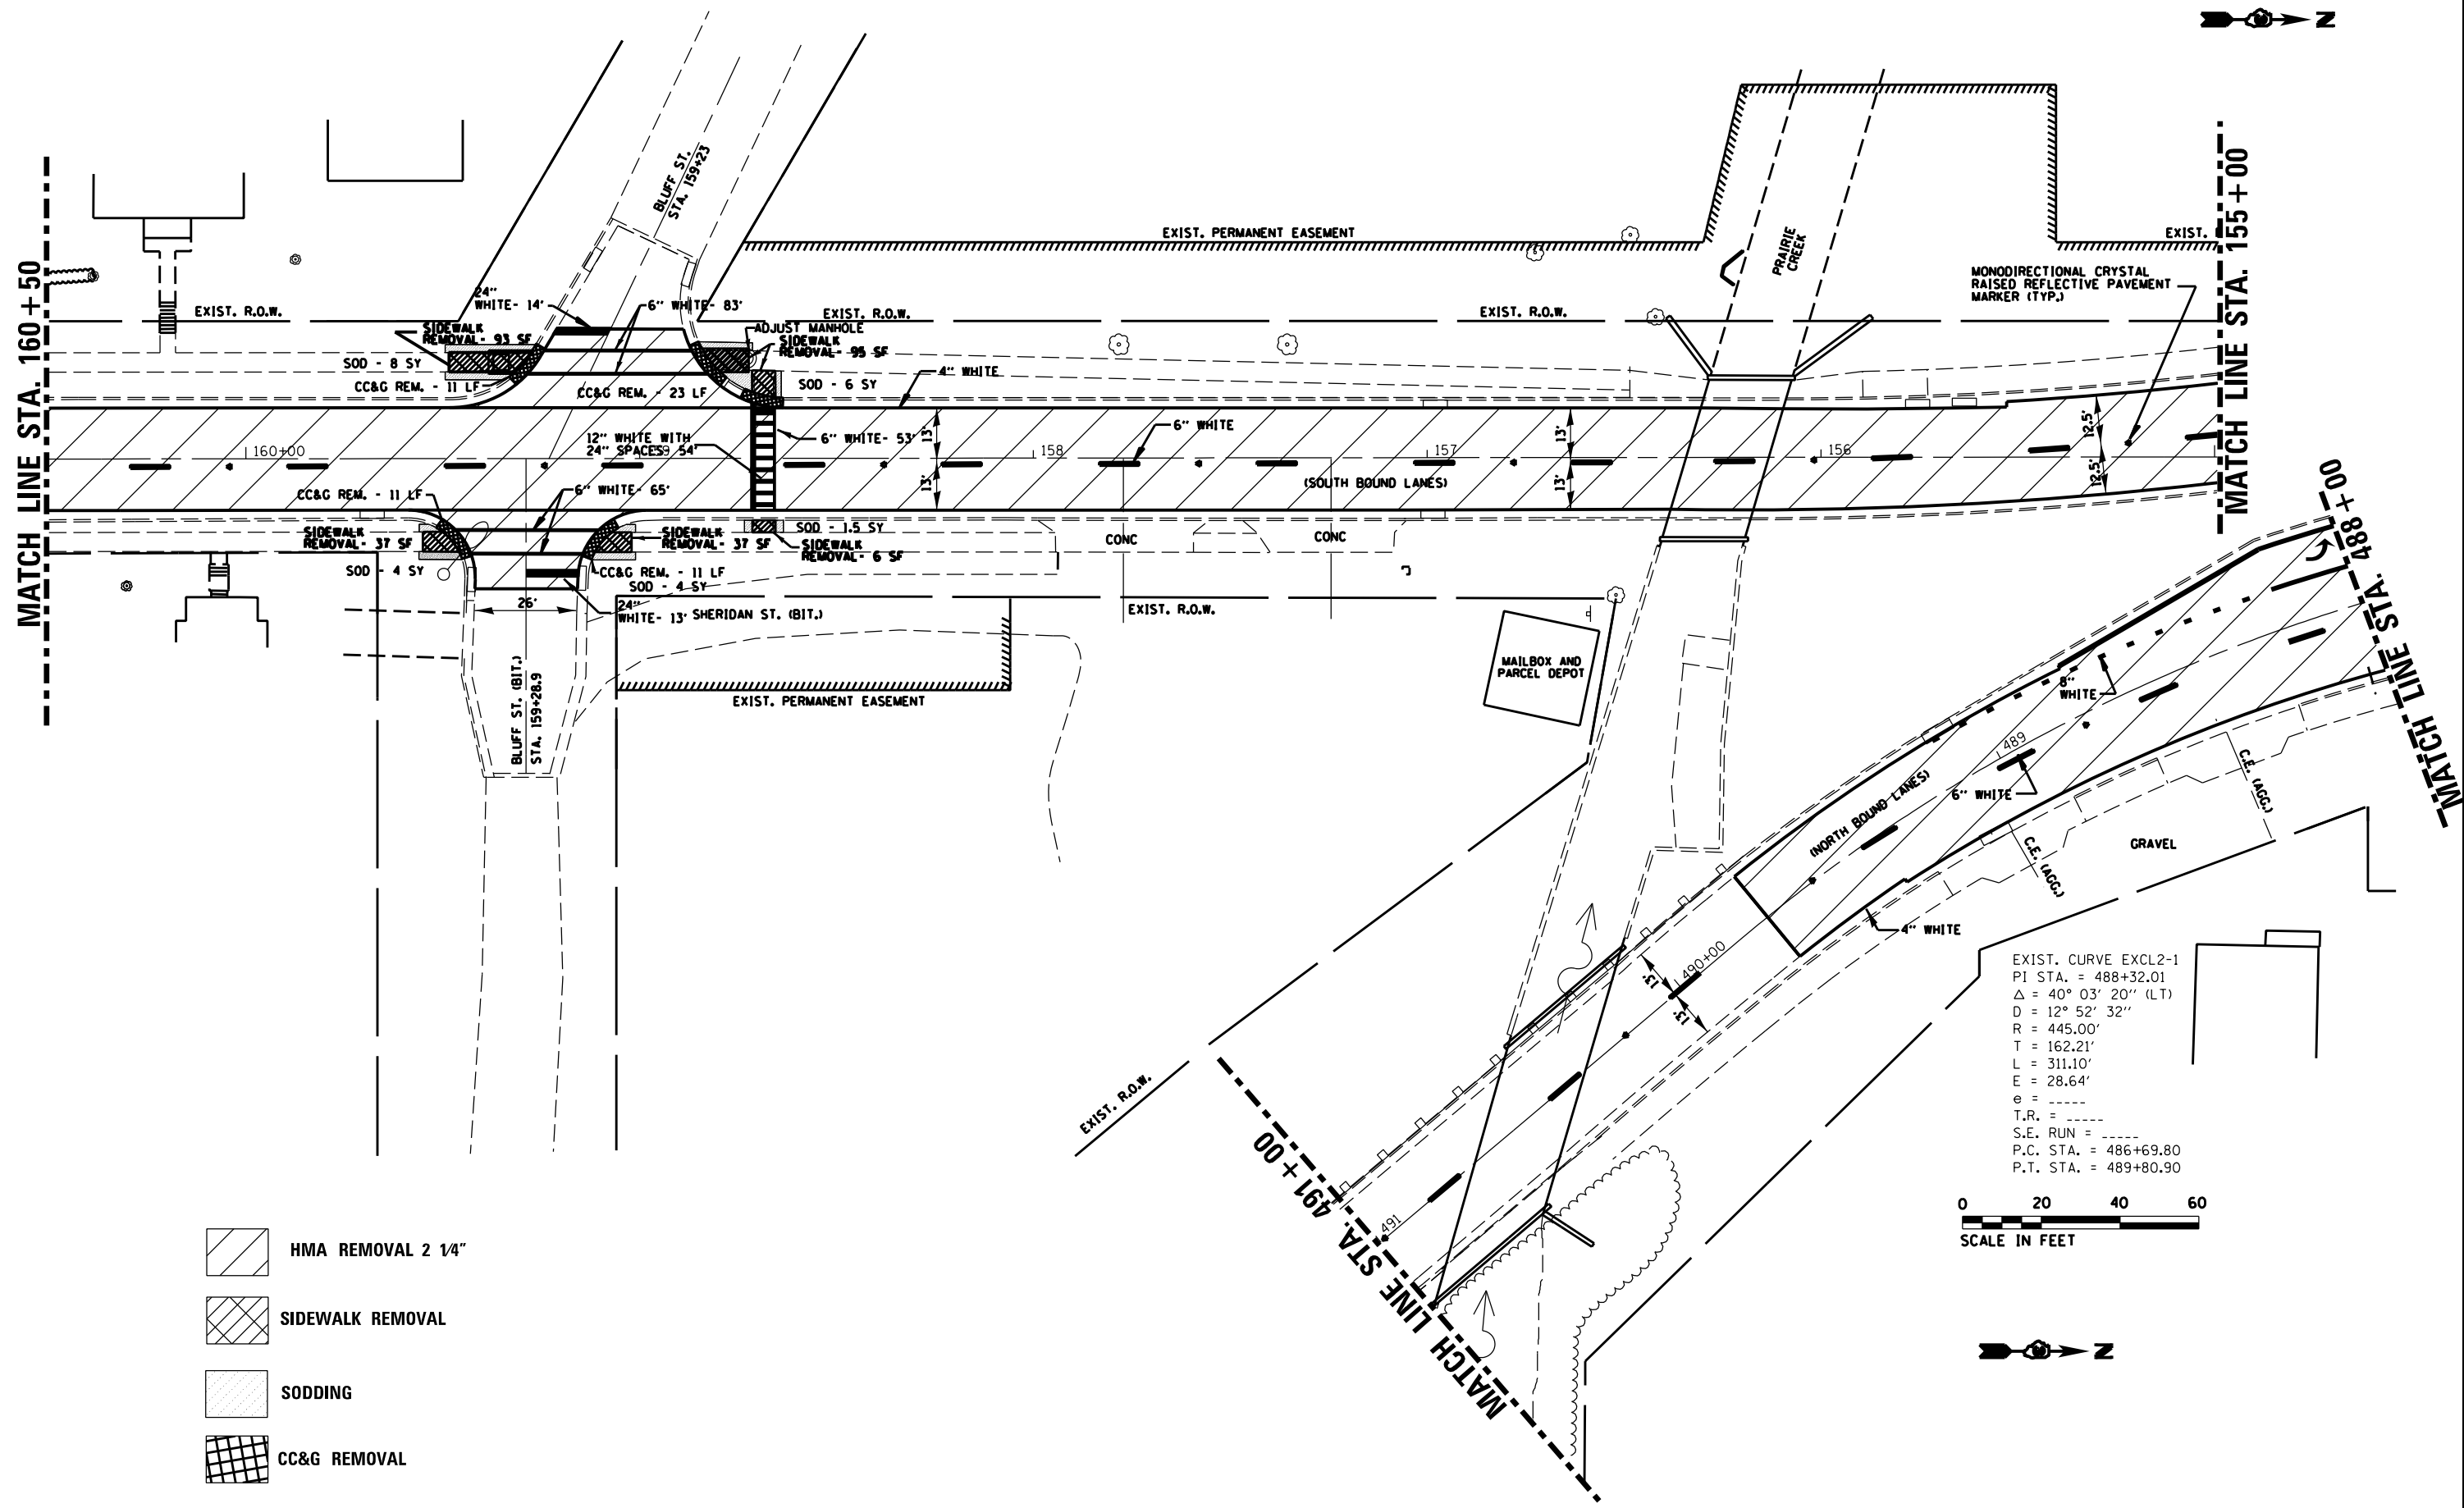 N
MATCH LINE STA. 160+50
MATCH LINE STA. 155+00
BLUFF ST.
STA. 159+23
EXIST. PERMANENT EASEMENT
EXIST.
PRAIRIE
CREEK
MONODIRECTIONAL CRYSTAL
RAISED REFLECTIVE PAVEMENT
MARKER (TYP.)
EXIST. R.O.W.
24"
WHITE- 14'
6" WHITE- 83'
EXIST. R.O.W.
EXIST. R.O.W.
SIDEWALK
REMOVAL- 93 SF
ADJUST MANHOLE
SIDEWALK
REMOVAL- 95 SF
SOD - 8 SY
CC&G REM. - 11 LF
CC&G REM. - 23 LF
SOD - 6 SY
4" WHITE
12" WHITE WITH
24" SPACES- 54'
6" WHITE- 53'
13'
13'
6" WHITE
13'
13'
12.5'
12.5'
160+00
158
157
156
(SOUTH BOUND LANES)
CC&G REM. - 11 LF
6" WHITE- 65'
SIDEWALK
REMOVAL- 37 SF
SIDEWALK
REMOVAL- 37 SF
SOD - 1.5 SY
SIDEWALK
REMOVAL- 6 SF
CONC
CONC
SOD - 4 SY
CC&G REM. - 11 LF
SOD - 4 SY
26'
24"
WHITE- 13'
SHERIDAN ST. (BIT.)
EXIST. R.O.W.
BLUFF ST. (BIT.)
STA. 159+28.9
EXIST. PERMANENT EASEMENT
MAILBOX AND
PARCEL DEPOT
MATCH LINE STA. 488+00
8"
WHITE
489
6" WHITE
(NORTH BOUND LANES)
C.E. (AGG.)
C.E. (AGG.)
GRAVEL
4" WHITE
490+00
13'
13'
EXIST. R.O.W.
491
MATCH LINE STA. 491+00
EXIST. CURVE EXCL2-1
PI STA. = 488+32.01
Δ = 40° 03' 20" (LT)
D = 12° 52' 32"
R = 445.00'
T = 162.21'
L = 311.10'
E = 28.64'
e = _____
T.R. = _____
S.E. RUN = _____
P.C. STA. = 486+69.80
P.T. STA. = 489+80.90
0 20 40 60
SCALE IN FEET
N
HMA REMOVAL 2 1/4"
SIDEWALK REMOVAL
SODDING
CC&G REMOVAL